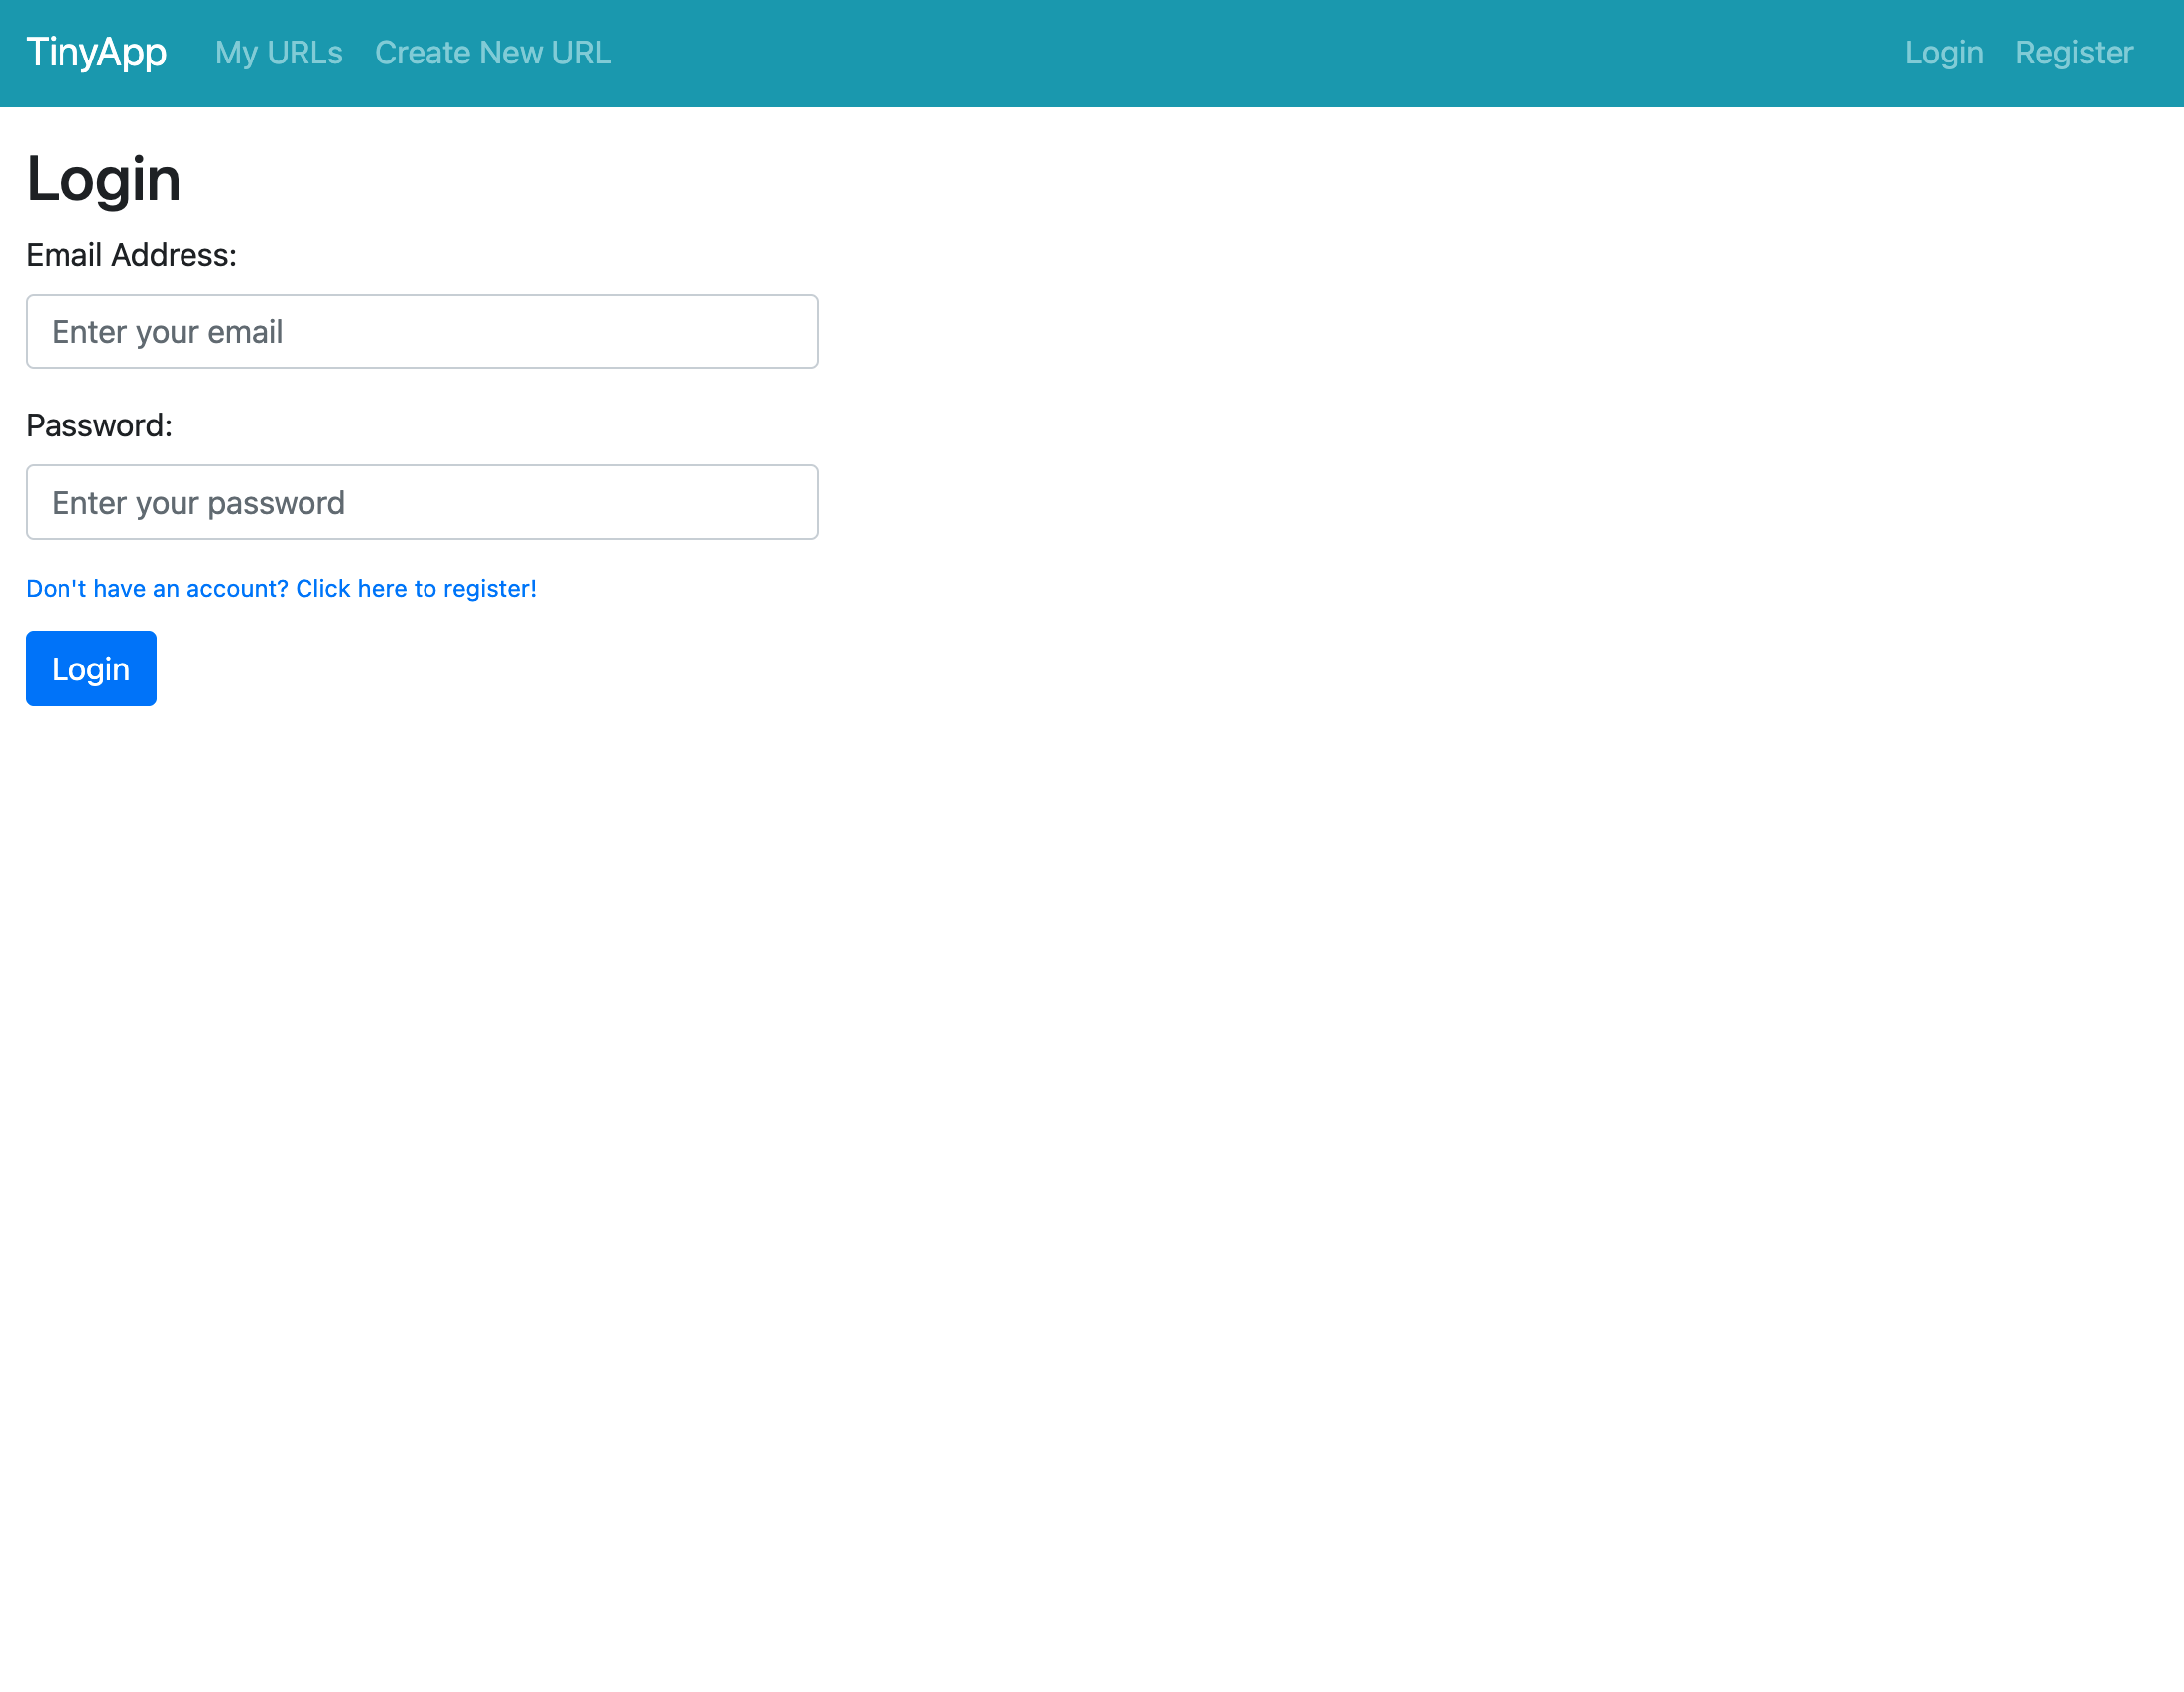 TinyApp My URLs Create New URL Login Register
Login
Email Address:
Enter your email
Password:
Enter your password
Don't have an account? Click here to register!
Login